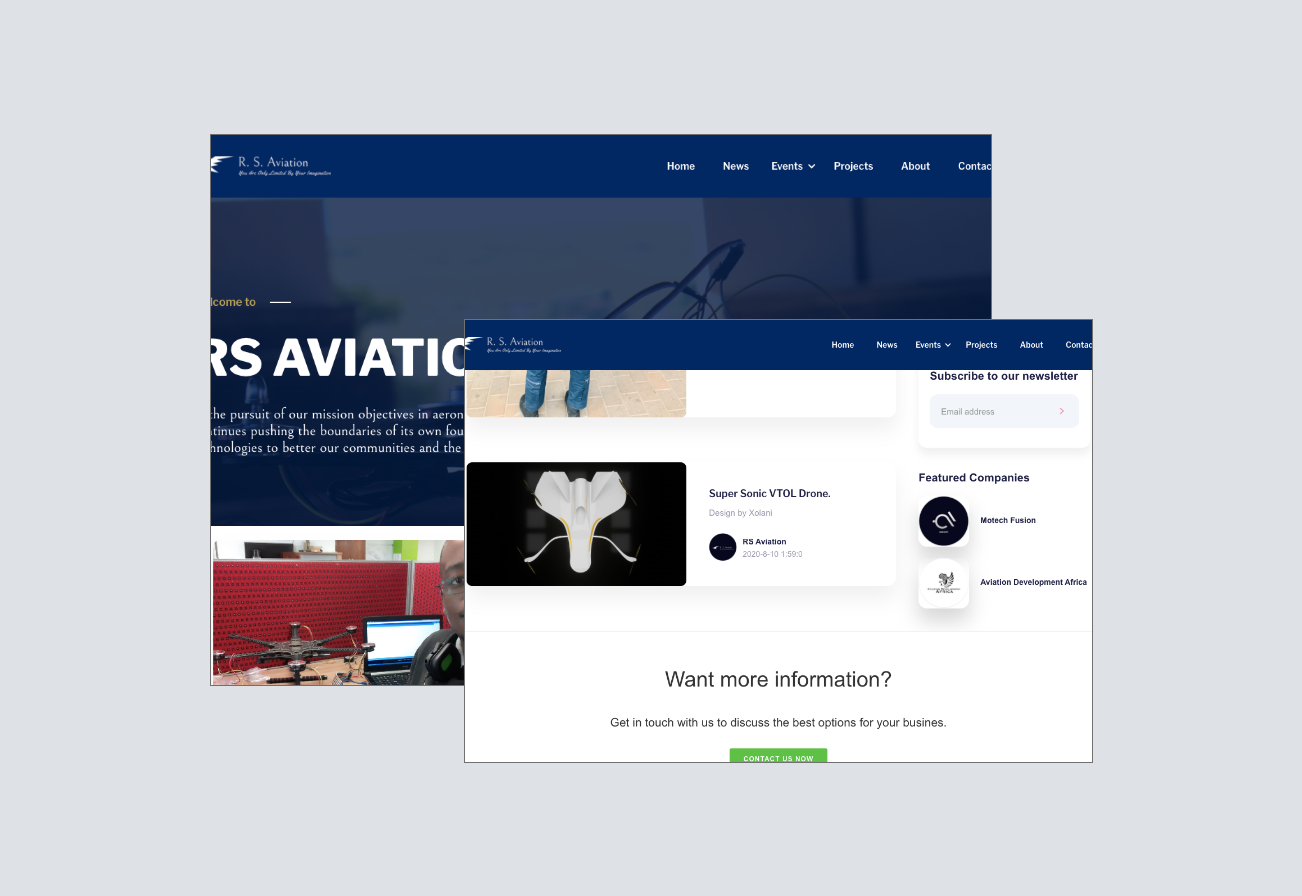 R. S. Aviation
You Are Only Limited By Your Imagination
Home News Events Projects About Contac
lcome to
RS AVIATIO
the pursuit of our mission objectives in aeron
ntinues pushing the boundaries of its own fou
hnologies to better our communities and the
R. S. Aviation
You Are Only Limited By Your Imagination
Home News Events Projects About Contac
Subscribe to our newsletter
Email address
Super Sonic VTOL Drone.
Design by Xolani
RS Aviation
2020-6-10 1:59:0
Featured Companies
Motech Fusion
Aviation Development Africa
Want more information?
Get in touch with us to discuss the best options for your busines.
CONTACT US NOW